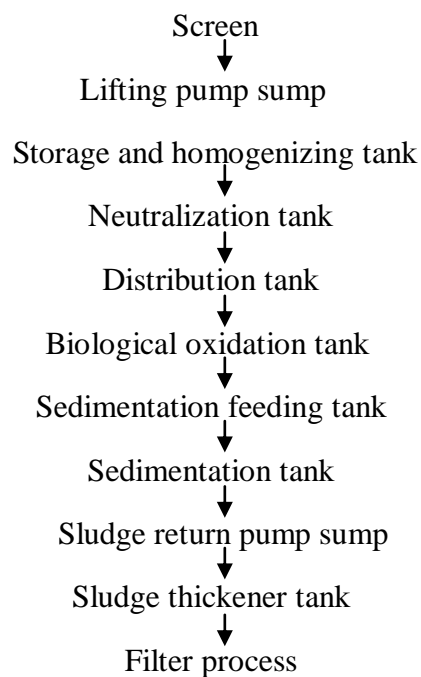 Screen
Lifting pump sump
Storage and homogenizing tank
Neutralization tank
Distribution tank
Biological oxidation tank
Sedimentation feeding tank
Sedimentation tank
Sludge return pump sump
Sludge thickener tank
Filter process